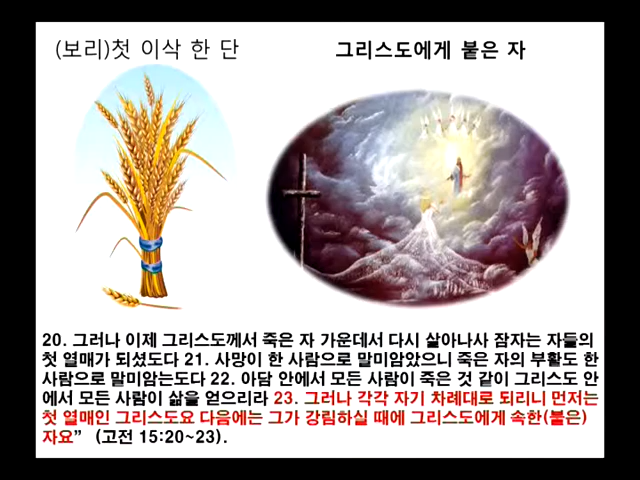 (보리)첫 이삭 한 단
그리스도에게 붙은 자
20. 그러나 이제 그리스도께서 죽은 자 가운데서 다시 살아나사 잠자는 자들의
첫 열매가 되셨도다 21. 사망이 한 사람으로 말미암았으니 죽은 자의 부활도 한
사람으로 말미암는도다 22. 아담 안에서 모든 사람이 죽은 것 같이 그리스도 안
에서 모든 사람이 삶을 얻으리라 23. 그러나 각각 자기 차례대로 되리니 먼저는
첫 열매인 그리스도요 다음에는 그가 강림하실 때에 그리스도에게 속한(붙은)
자요” (고전 15:20~23).